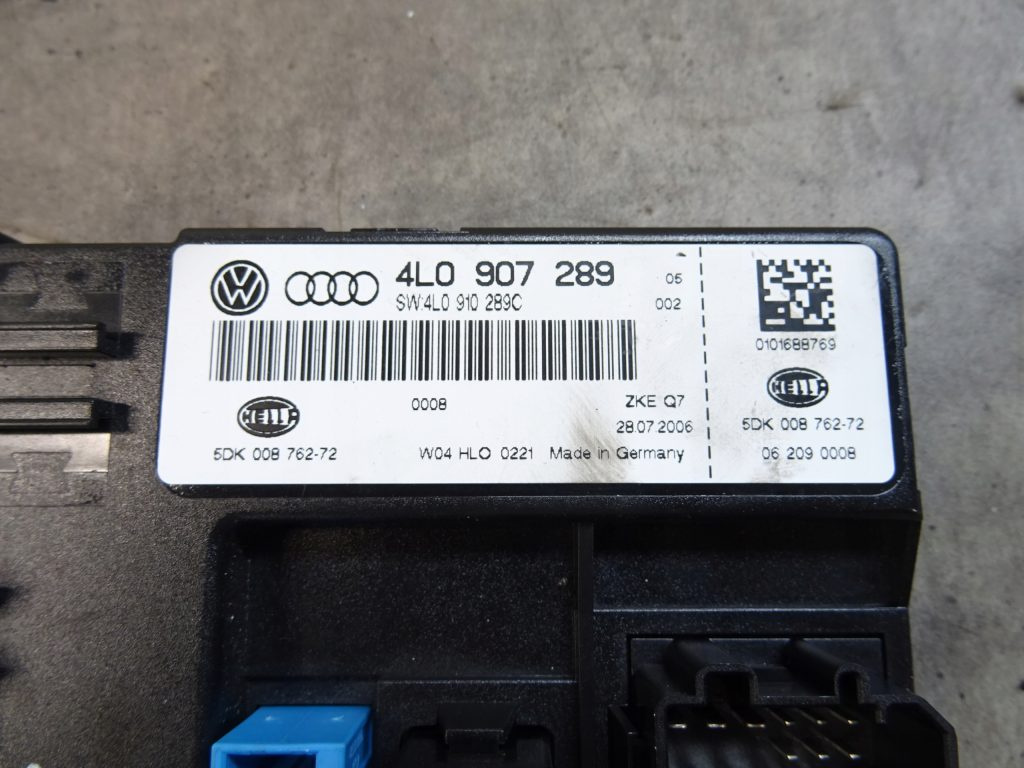 4L0 907 289 05
SW:4L0 910 289C 002
0101688769
HELLA
HELLA
0008 ZKE Q7
28.07.2006
5DK 008 762-72
5DK 008 762-72
W04 HLO 0221 Made in Germany
06 209 0008